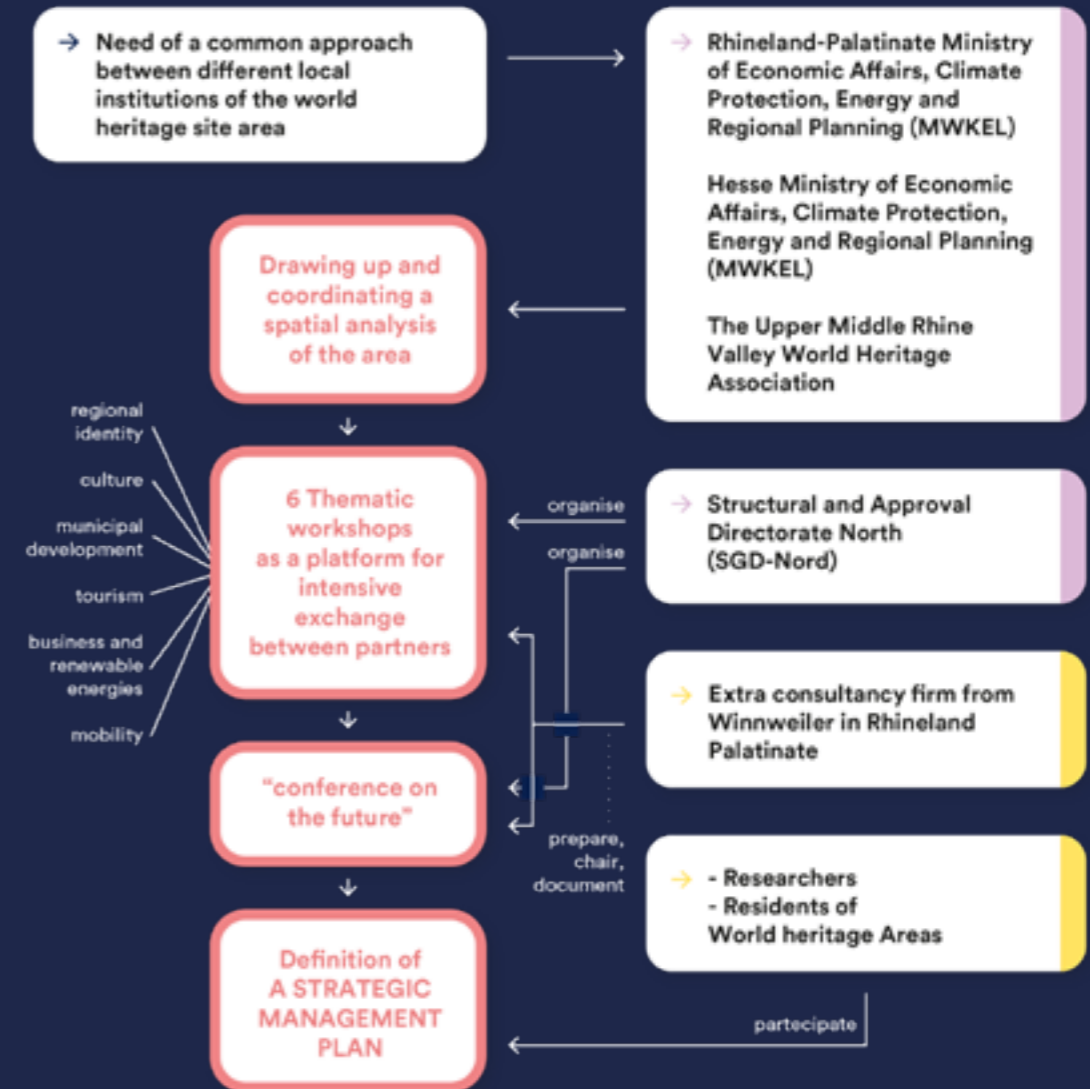 → Need of a common approach
between different local
institutions of the world
heritage site area
→ Rhineland-Palatinate Ministry
of Economic Affairs, Climate
Protection, Energy and
Regional Planning (MWKEL)
Hesse Ministry of Economic
Affairs, Climate Protection,
Energy and Regional Planning
(MWKEL)
The Upper Middle Rhine
Valley World Heritage
Association
Drawing up and
coordinating a
spatial analysis
of the area
regional
identity
culture
municipal
development
tourism
business and
renewable
energies
mobility
6 Thematic
workshops
as a platform for
intensive
exchange
between partners
organise
organise
→ Structural and Approval
Directorate North
(SGD-Nord)
→ Extra consultancy firm from
Winnweiler in Rhineland
Palatinate
"conference on
the future"
prepare,
chair,
document
→ - Researchers
- Residents of
World heritage Areas
Definition of
A STRATEGIC
MANAGEMENT
PLAN
partecipate